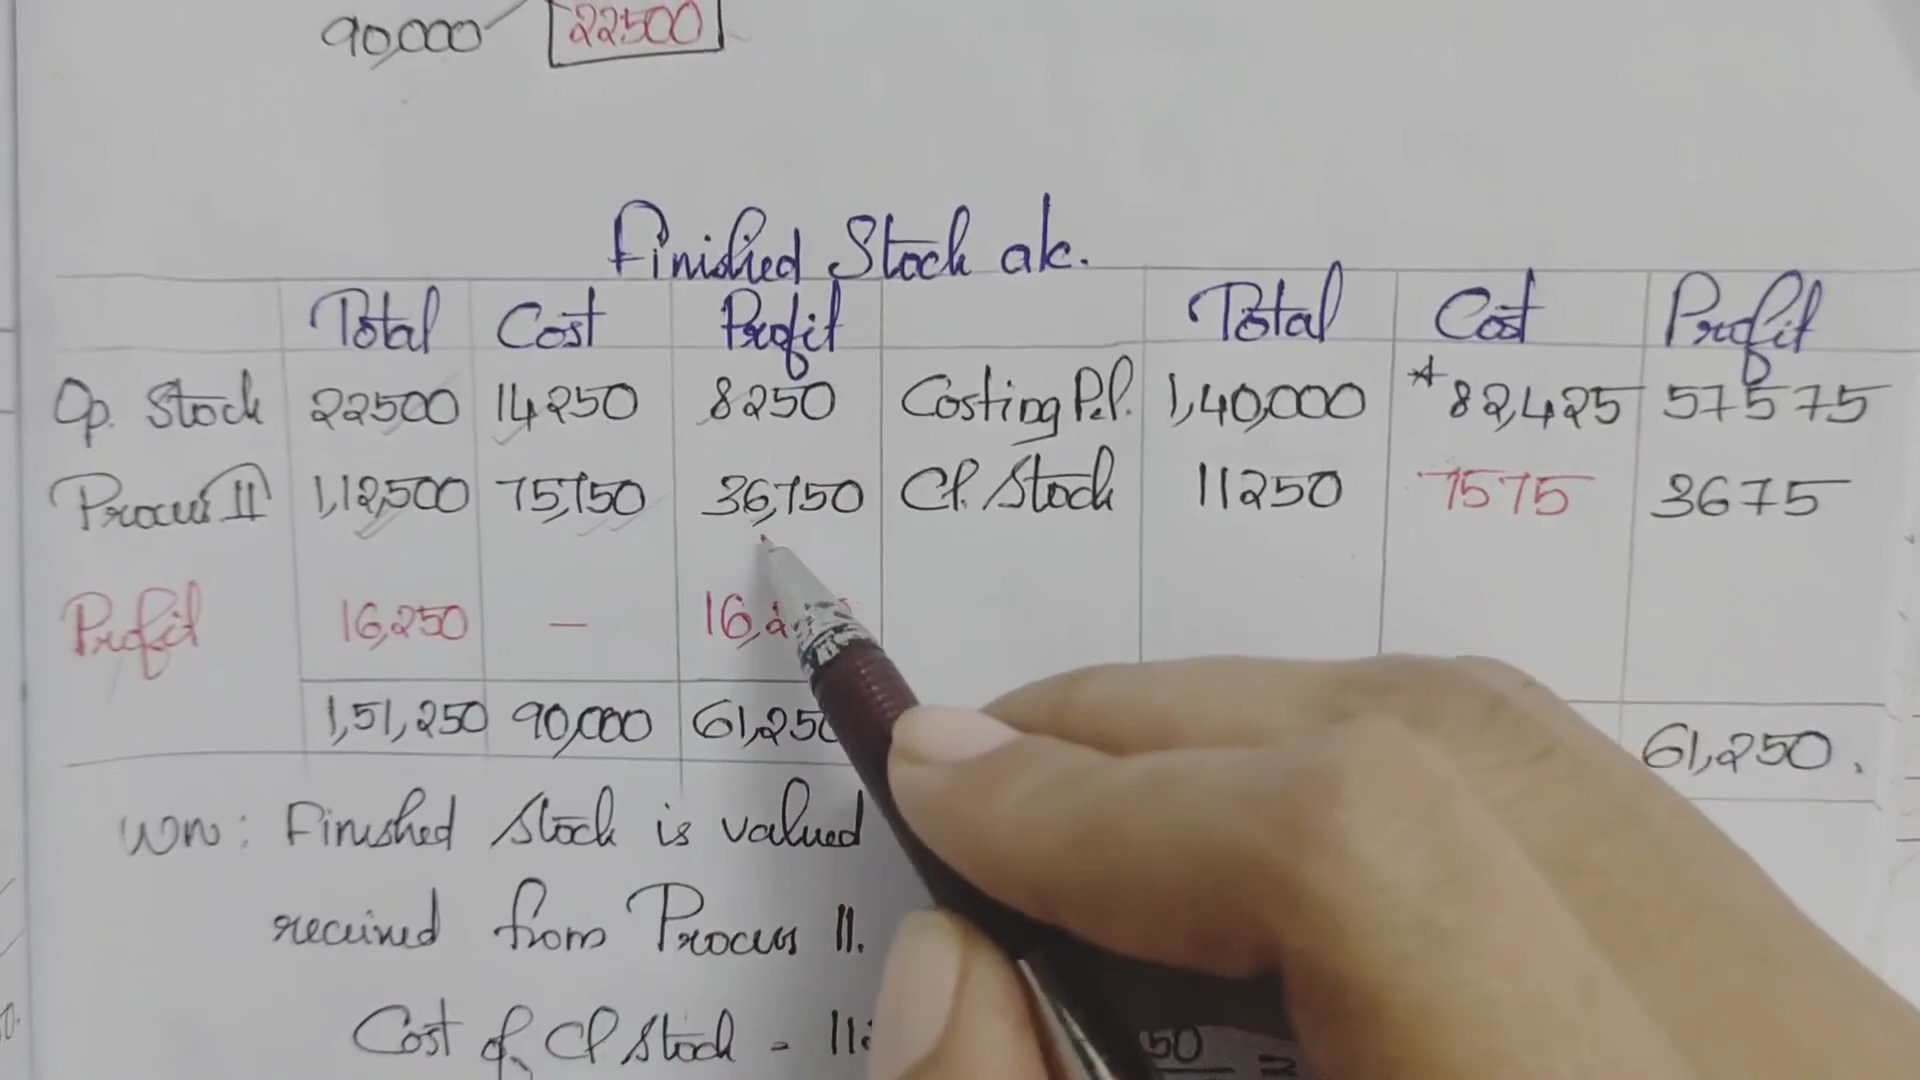 90,000 22500
Finished Stock a/c.
Total Cost Profit Total Cost Profit
Op. Stock 22500 14250 8250 Costing P.l. 1,40,000 *82,425 57575
Process II 1,12,500 75,750 36,750 Cl. Stock 11250 7575 3675
Profit 16,250 —
1,51,250 90,000 61,250 61,250.
WN: Finished Stock is valued
received from Process II.
Cost of Cl Stock =